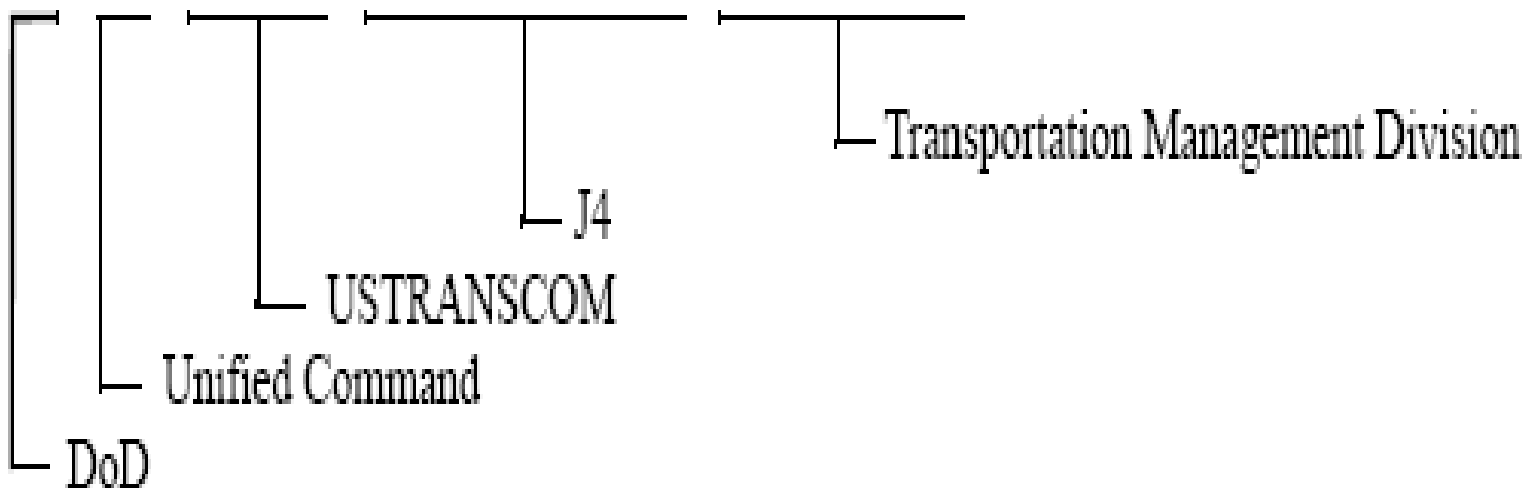 Transportation Management Division
J4
USTRANSCOM
Unified Command
DoD